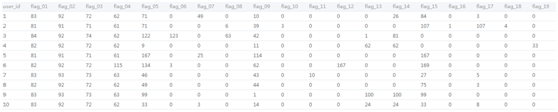 user_id flag_01 flag_02 flag_03 flag_04 flag_05 flag_06 flag_07 flag_08 flag_09 flag_10 flag_11 flag_12 flag_13 flag_14 flag_15 flag_16 flag_17 flag_18 flag_19
1 83 92 72 62 71 0 49 0 10 0 0 0 0 26 84 0 3 0 0
2 81 91 71 61 71 0 0 6 39 3 0 0 0 0 107 1 107 4 0
3 84 92 74 62 122 123 0 63 42 0 0 0 1 81 0 0 0 0 0
4 82 92 72 62 9 0 0 0 11 0 0 0 62 62 0 0 0 0 33
5 81 91 71 61 167 0 25 0 114 0 0 0 0 0 155 0 0 0 0
6 82 92 72 115 134 3 0 0 62 0 0 167 0 0 169 0 0 0 0
7 83 93 73 63 46 0 0 0 43 0 10 0 0 0 27 0 5 0 0
8 82 92 72 62 49 0 0 0 44 0 0 0 0 0 15 0 3 0 0
9 83 93 73 63 99 0 0 0 1 0 0 0 100 100 99 0 0 0 0
10 83 92 72 62 33 0 3 0 14 0 0 0 24 24 33 0 0 0 0